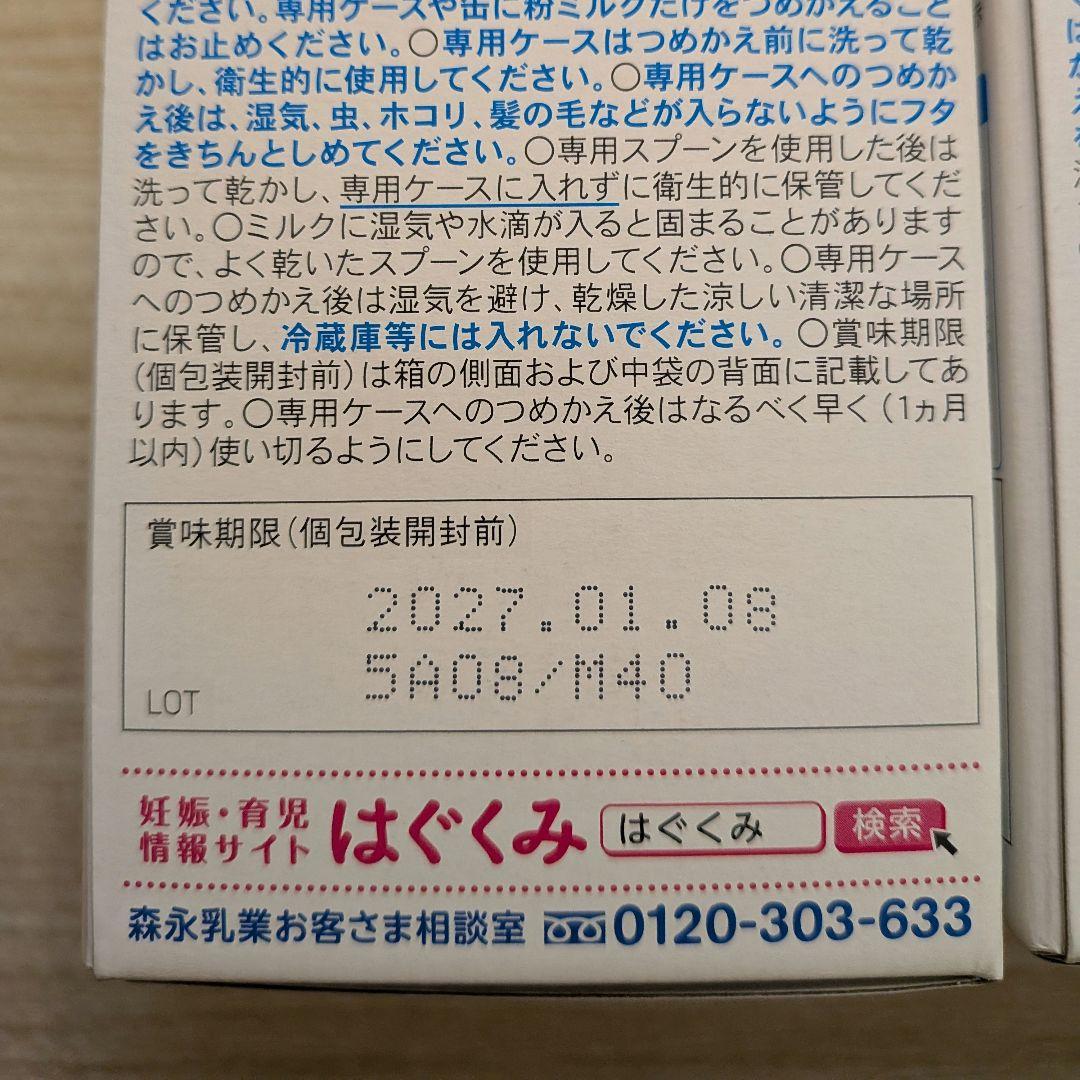 ください。専用ケースや缶に粉ミルクだけをつめかえること
はお止めください。○専用ケースはつめかえ前に洗って乾
かし、衛生的に使用してください。○専用ケースへのつめか
え後は、湿気、虫、ホコリ、髪の毛などが入らないようにフタ
をきちんとしめてください。○専用スプーンを使用した後は
洗って乾かし、専用ケースに入れずに衛生的に保管してくだ
さい。○ミルクに湿気や水滴が入ると固まることがあります
ので、よく乾いたスプーンを使用してください。○専用ケース
へのつめかえ後は湿気を避け、乾燥した涼しい清潔な場所
に保管し、冷蔵庫等には入れないでください。○賞味期限
(個包装開封前)は箱の側面および中袋の背面に記載してあ
ります。○専用ケースへのつめかえ後はなるべく早く(1ヵ月
以内)使い切るようにしてください。
賞味期限(個包装開封前)
2027.01.08
5A08/M40
LOT
妊娠・育児
情報サイト
はぐくみ
はぐくみ
検索
森永乳業お客さま相談室 0120-303-633